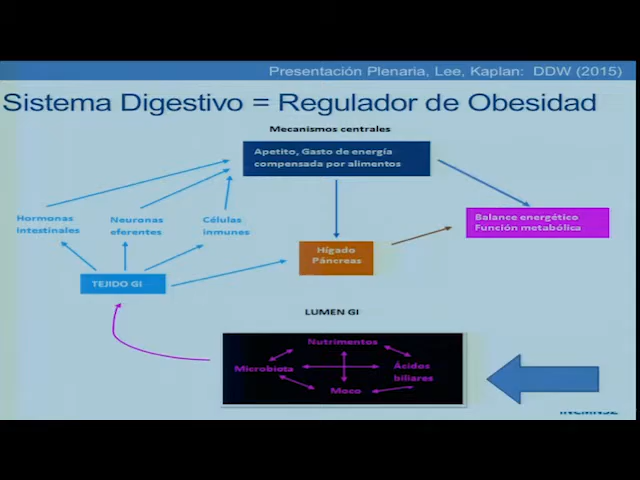 Presentación Plenaria, Lee, Kaplan: DDW (2015)
Sistema Digestivo = Regulador de Obesidad
Mecanismos centrales
Apetito, Gasto de energía
compensada por alimentos
Hormonas
intestinales
Neuronas
eferentes
Células
inmunes
Balance energético
Función metabólica
Hígado
Páncreas
TEJIDO GI
LUMEN GI
Nutrimentos
Microbiota
Ácidos
biliares
Moco